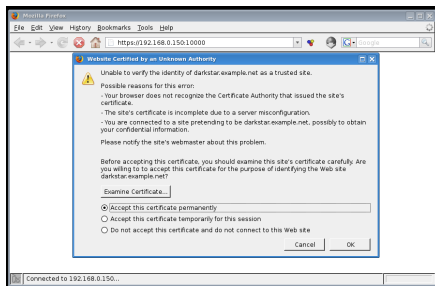 Mozilla Firefox
File Edit View History Bookmarks Tools Help
https://192.168.0.150:10000
Google
Website Certified by an Unknown Authority
Unable to verify the identity of darkstar.example.net as a trusted site.
Possible reasons for this error:
- Your browser does not recognize the Certificate Authority that issued the site's
certificate.
- The site's certificate is incomplete due to a server misconfiguration.
- You are connected to a site pretending to be darkstar.example.net, possibly to obtain
your confidential information.
Please notify the site's webmaster about this problem.
Before accepting this certificate, you should examine this site's certificate carefully. Are
you willing to to accept this certificate for the purpose of identifying the Web site
darkstar.example.net?
Examine Certificate...
Accept this certificate permanently
Accept this certificate temporarily for this session
Do not accept this certificate and do not connect to this Web site
Cancel OK
Connected to 192.168.0.150...